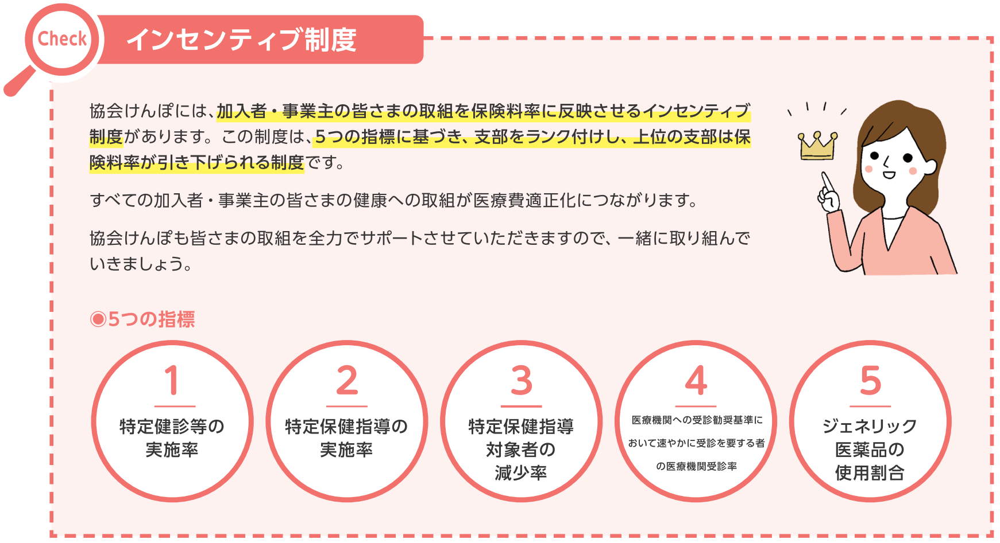 Check
インセンティブ制度
協会けんぽには、加入者・事業主の皆さまの取組を保険料率に反映させるインセンティブ
制度があります。この制度は、5つの指標に基づき、支部をランク付けし、上位の支部は保
険料率が引き下げられる制度です。
すべての加入者・事業主の皆さまの健康への取組が医療費適正化につながります。
協会けんぽも皆さまの取組を全力でサポートさせていただきますので、一緒に取り組んで
いきましょう。
◉5つの指標
1
特定健診等の
実施率
2
特定保健指導の
実施率
3
特定保健指導
対象者の
減少率
4
医療機関への受診勧奨基準に
おいて速やかに受診を要する者
の医療機関受診率
5
ジェネリック
医薬品の
使用割合